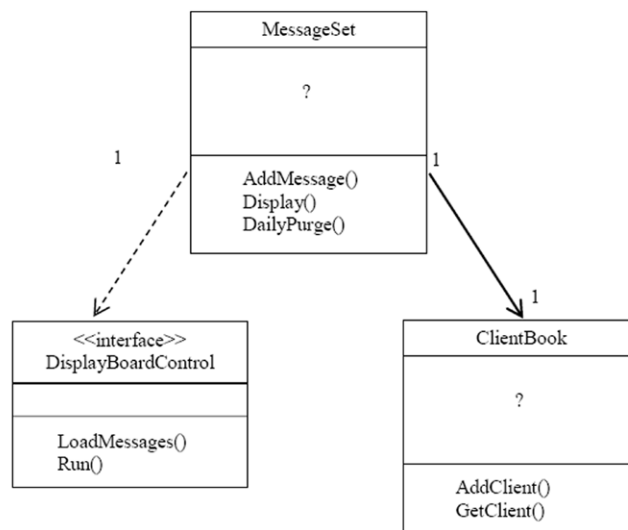 MessageSet
?
1
1
AddMessage()
Display()
DailyPurge()
1
<<interface>>
DisplayBoardControl
LoadMessages()
Run()
ClientBook
?
AddClient()
GetClient()